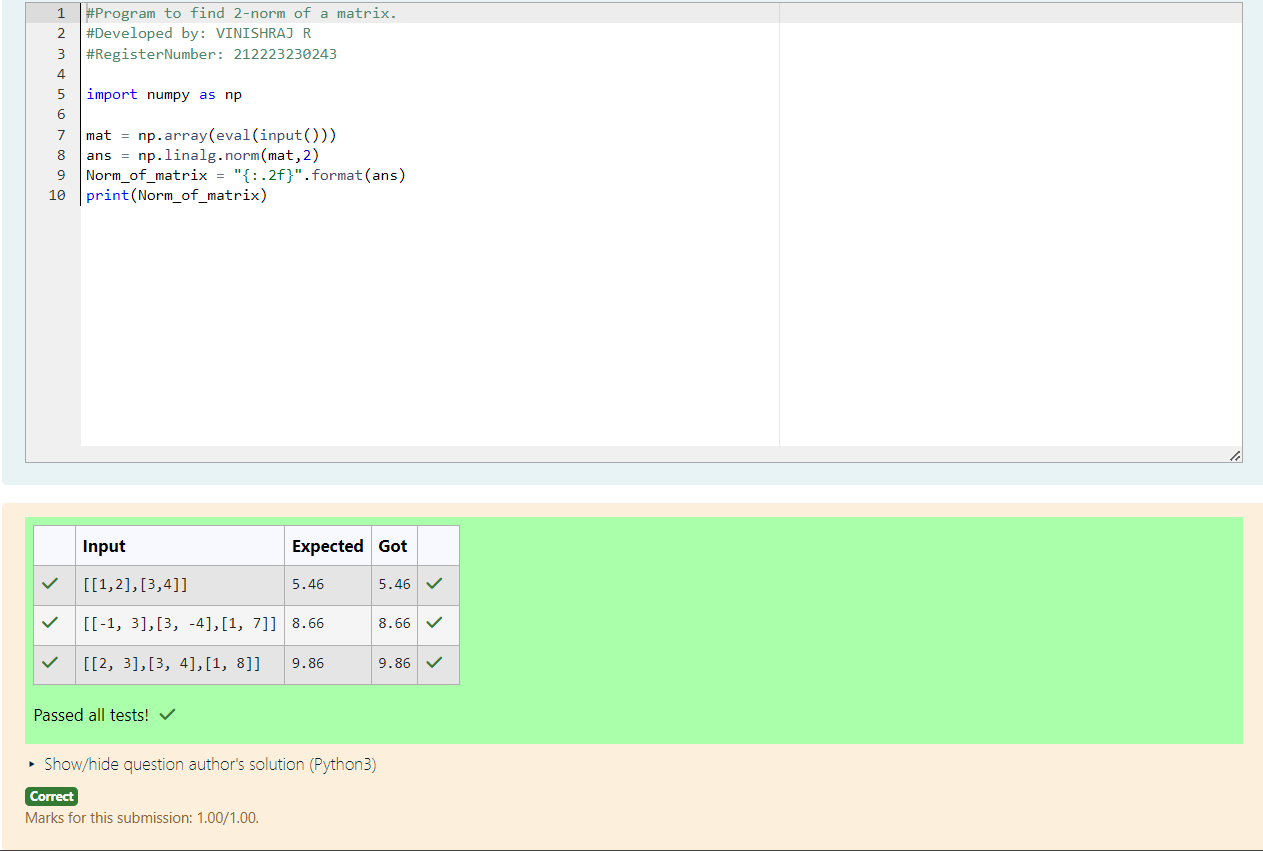 1 #Program to find 2-norm of a matrix.
2 #Developed by: VINISHRAJ R
3 #RegisterNumber: 212223230243
4
5 import numpy as np
6
7 mat = np.array(eval(input()))
8 ans = np.linalg.norm(mat,2)
9 Norm_of_matrix = "{:.2f}".format(ans)
10 print(Norm_of_matrix)
Input Expected Got
[[1,2],[3,4]] 5.46 5.46
[[-1, 3],[3, -4],[1, 7]] 8.66 8.66
[[2, 3],[3, 4],[1, 8]] 9.86 9.86
Passed all tests!
Show/hide question author's solution (Python3)
Correct
Marks for this submission: 1.00/1.00.